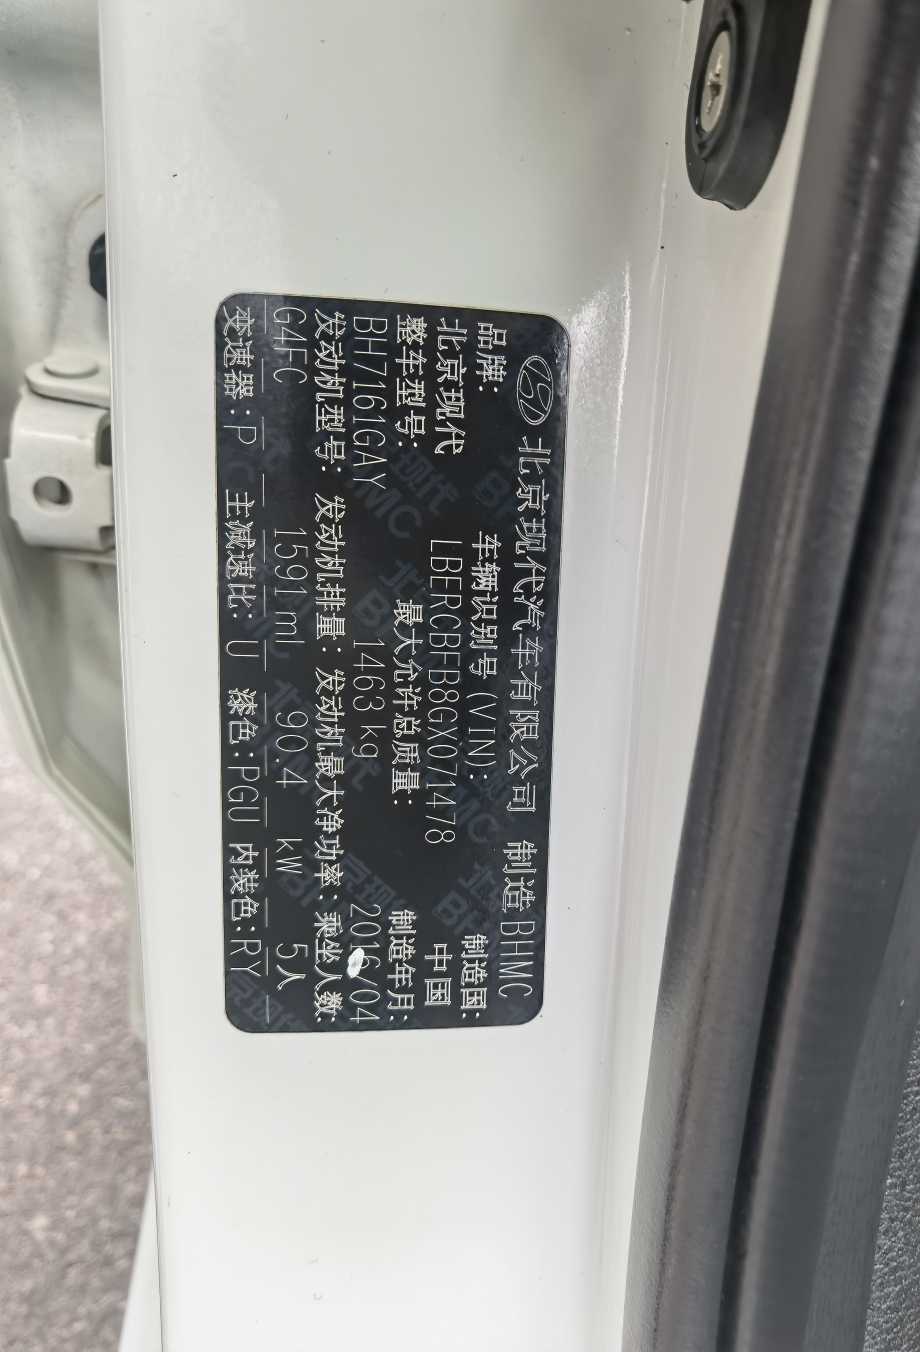 北京现代汽车有限公司 制造 BHMC
品牌: 车辆识别号(VIN): 制造国:
北京现代 LBERCBFB8GX071478 中国
整车型号: 最大允许总质量: 制造年月:
BH7161GAY 1463 kg 2016/04
发动机型号: 发动机排量: 发动机最大净功率: 乘坐人数:
G4FC 1591 ml 90.4 kW 5人
变速器: P 主减速比: U 漆色: PGU 内装色: RY